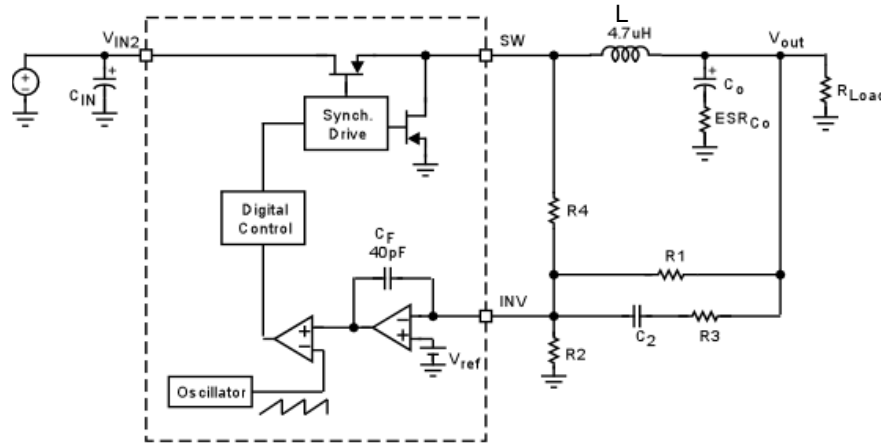 L
4.7uH
V_IN2
SW
V_out
+
C_IN
+
C_o
ESR_Co
R_Load
Synch.
Drive
Digital
Control
R4
C_F
40pF
R1
INV
C_2
R3
R2
V_ref
Oscillator